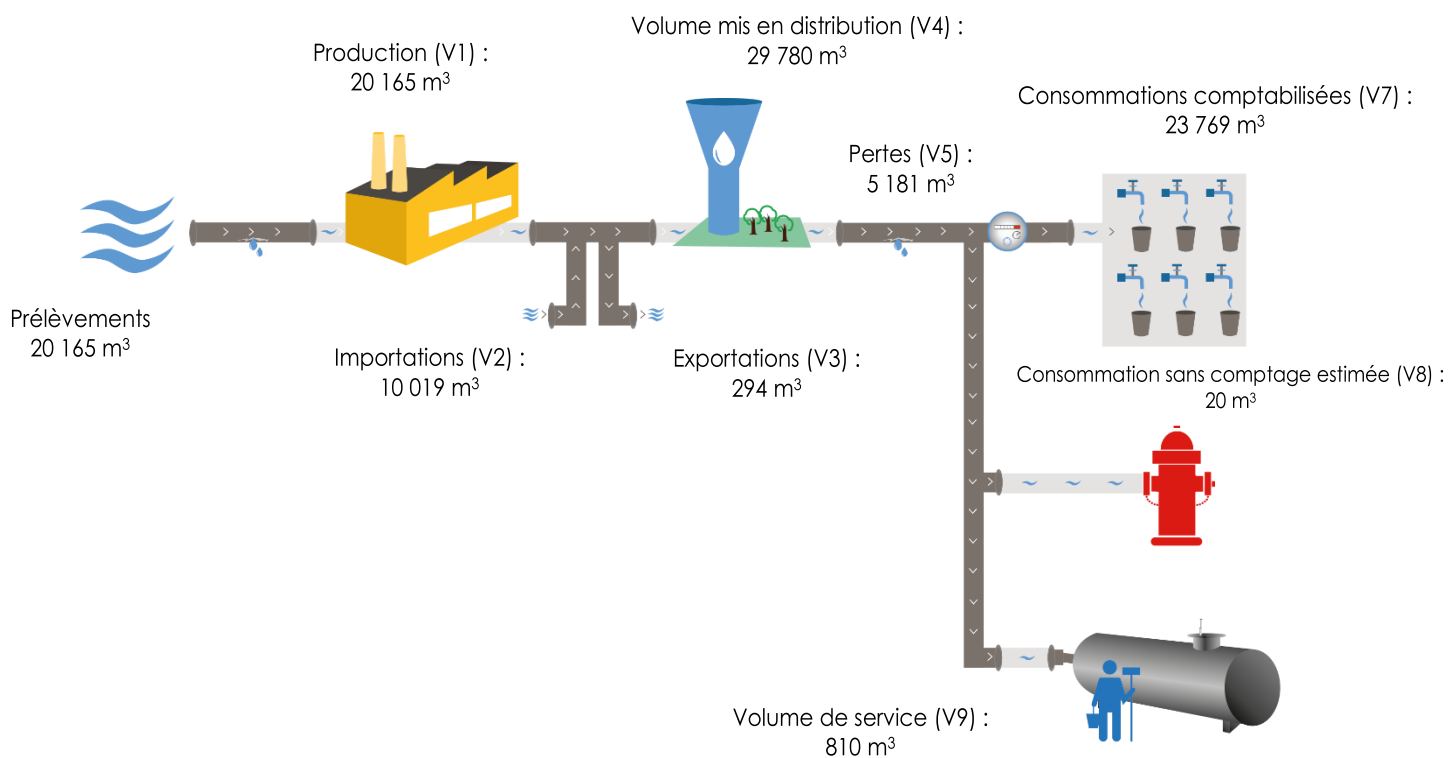 Volume mis en distribution (V4) :
29 780 m³
Production (V1) :
20 165 m³
Consommations comptabilisées (V7) :
23 769 m³
Pertes (V5) :
5 181 m³
Prélèvements
20 165 m³
Importations (V2) :
10 019 m³
Exportations (V3) :
294 m³
Consommation sans comptage estimée (V8) :
20 m³
Volume de service (V9) :
810 m³